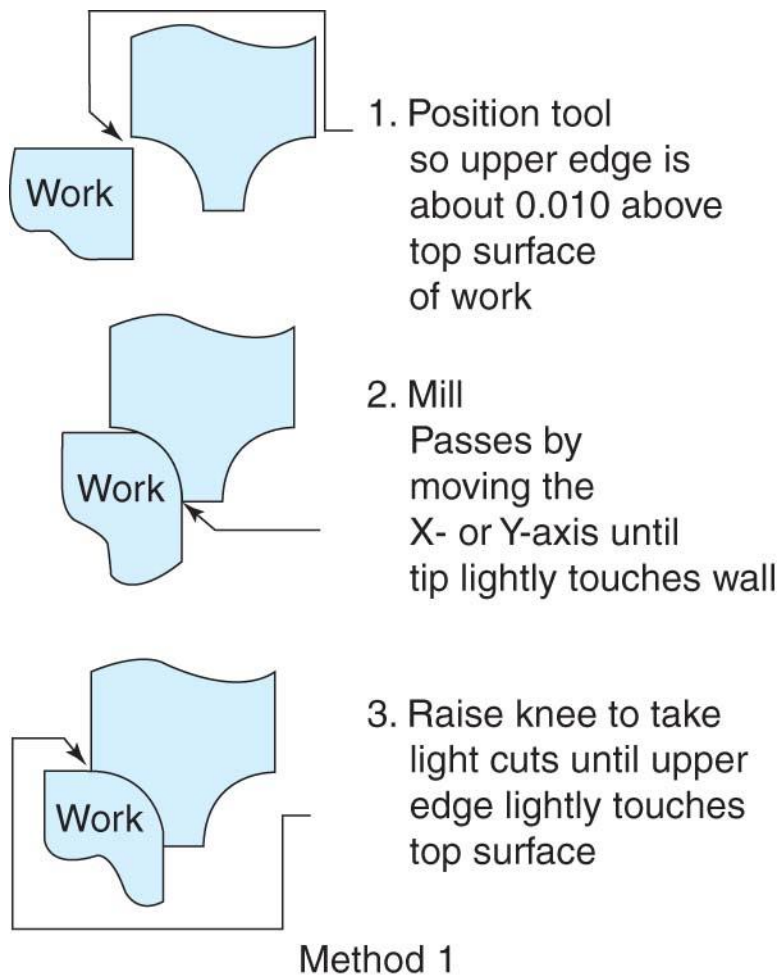 1. Position tool
so upper edge is
about 0.010 above
top surface
of work
Work
2. Mill
Passes by
moving the
X- or Y-axis until
tip lightly touches wall
Work
3. Raise knee to take
light cuts until upper
edge lightly touches
top surface
Work
Method 1